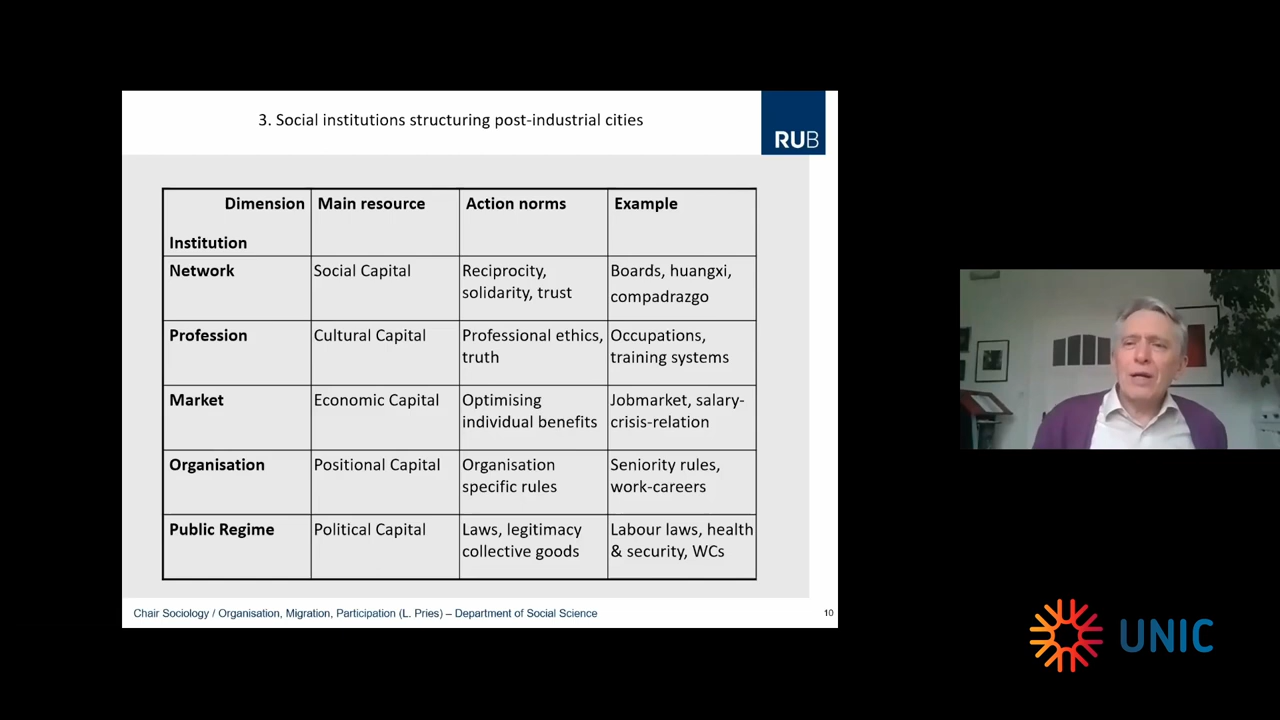 3. Social institutions structuring post-industrial cities
RUB
Dimension
Institution
Main resource
Action norms
Example
Network
Social Capital
Reciprocity,
solidarity, trust
Boards, huangxi,
compadrazgo
Profession
Cultural Capital
Professional ethics,
truth
Occupations,
training systems
Market
Economic Capital
Optimising
individual benefits
Jobmarket, salary-
crisis-relation
Organisation
Positional Capital
Organisation
specific rules
Seniority rules,
work-careers
Public Regime
Political Capital
Laws, legitimacy
collective goods
Labour laws, health
& security, WCs
Chair Sociology / Organisation, Migration, Participation (L. Pries) – Department of Social Science
10
UNIC